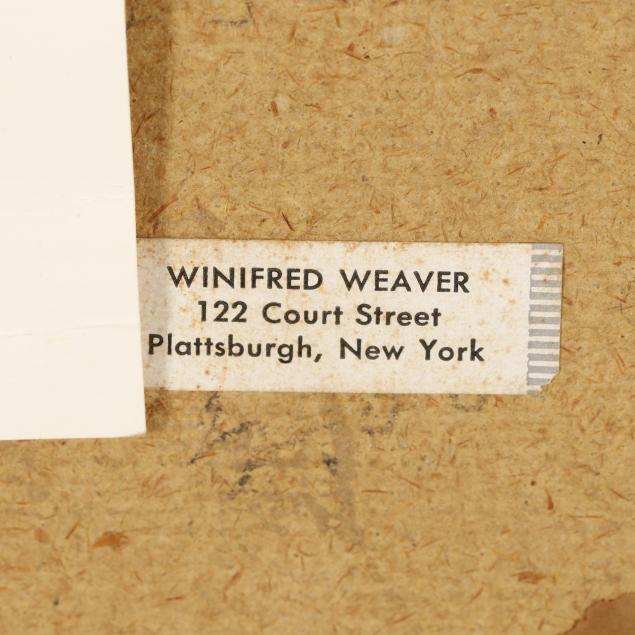 WINIFRED WEAVER
122 Court Street
Plattsburgh, New York